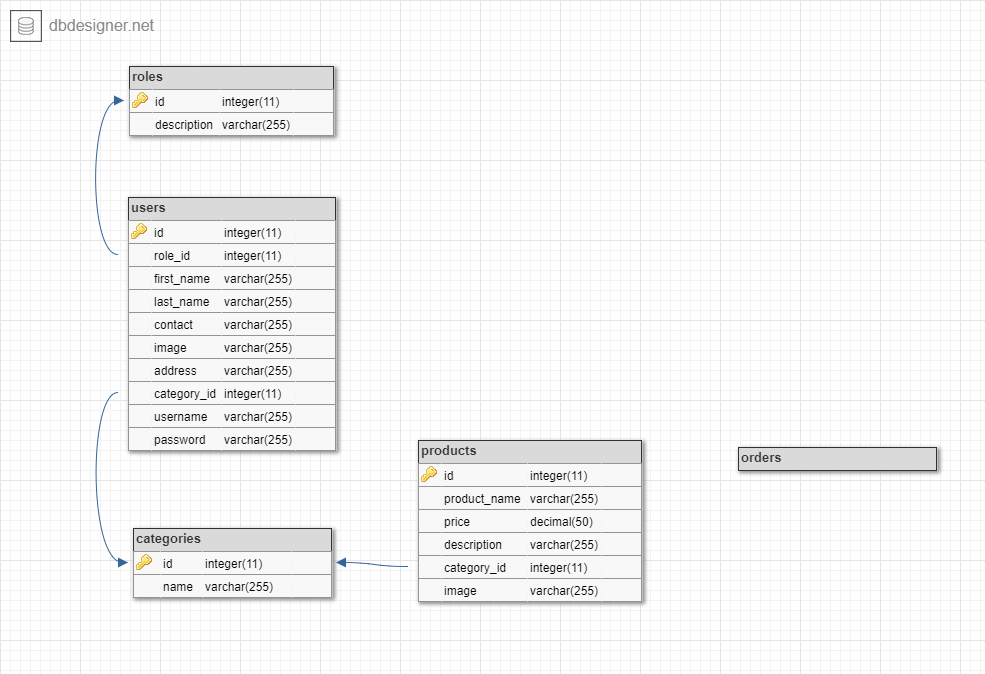 dbdesigner.net
roles
id integer(11)
description varchar(255)
users
id integer(11)
role_id integer(11)
first_name varchar(255)
last_name varchar(255)
contact varchar(255)
image varchar(255)
address varchar(255)
category_id integer(11)
username varchar(255)
password varchar(255)
categories
id integer(11)
name varchar(255)
products
id integer(11)
product_name varchar(255)
price decimal(50)
description varchar(255)
category_id integer(11)
image varchar(255)
orders